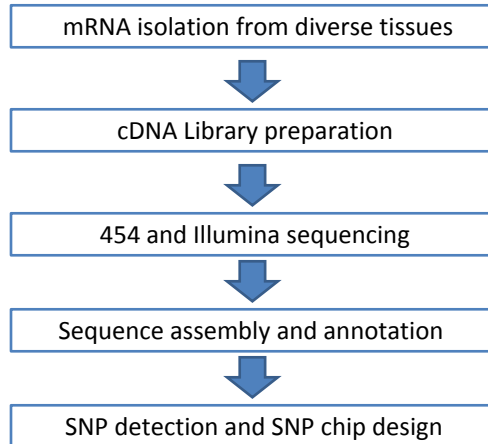 mRNA isolation from diverse tissues
cDNA Library preparation
454 and Illumina sequencing
Sequence assembly and annotation
SNP detection and SNP chip design